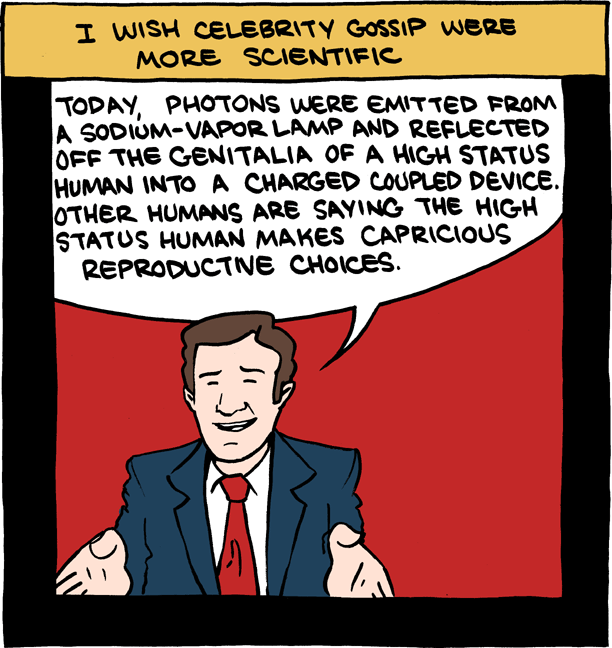 I WISH CELEBRITY GOSSIP WERE
MORE SCIENTIFIC
TODAY, PHOTONS WERE EMITTED FROM
A SODIUM-VAPOR LAMP AND REFLECTED
OFF THE GENITALIA OF A HIGH STATUS
HUMAN INTO A CHARGED COUPLED DEVICE.
OTHER HUMANS ARE SAYING THE HIGH
STATUS HUMAN MAKES CAPRICIOUS
REPRODUCTIVE CHOICES.